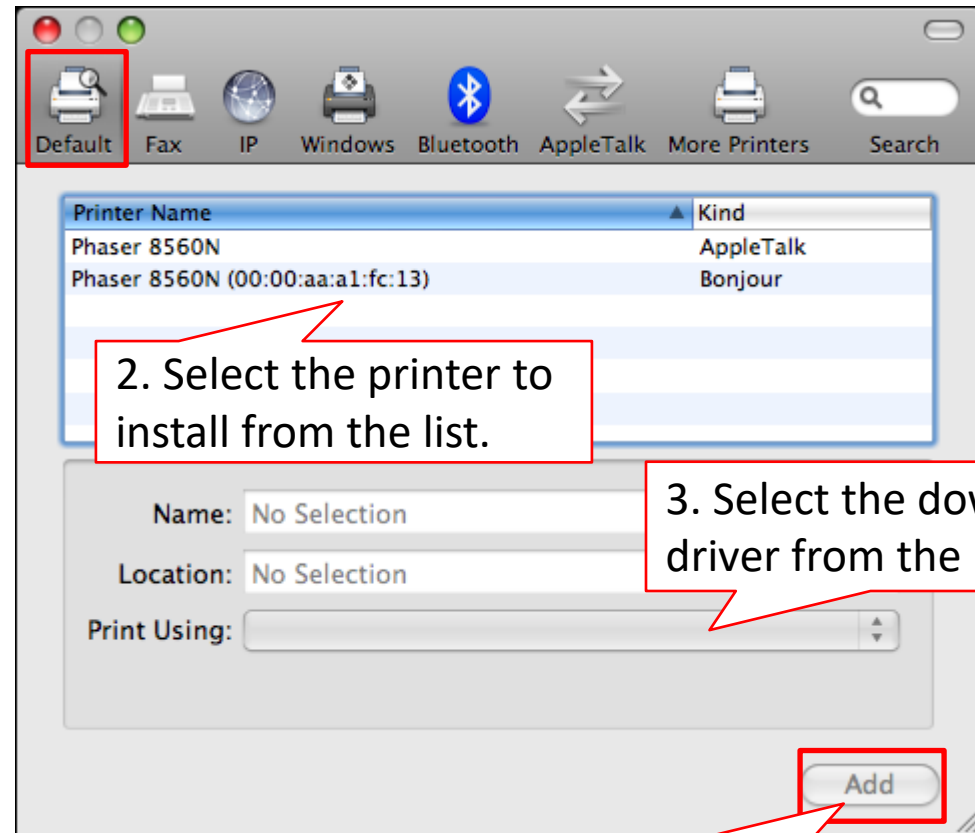 Default Fax IP Windows Bluetooth AppleTalk More Printers Search
Printer Name Kind
Phaser 8560N AppleTalk
Phaser 8560N (00:00:aa:a1:fc:13) Bonjour
2. Select the printer to
install from the list.
3. Select the
driver from the
Name: No Selection
Location: No Selection
Print Using:
Add